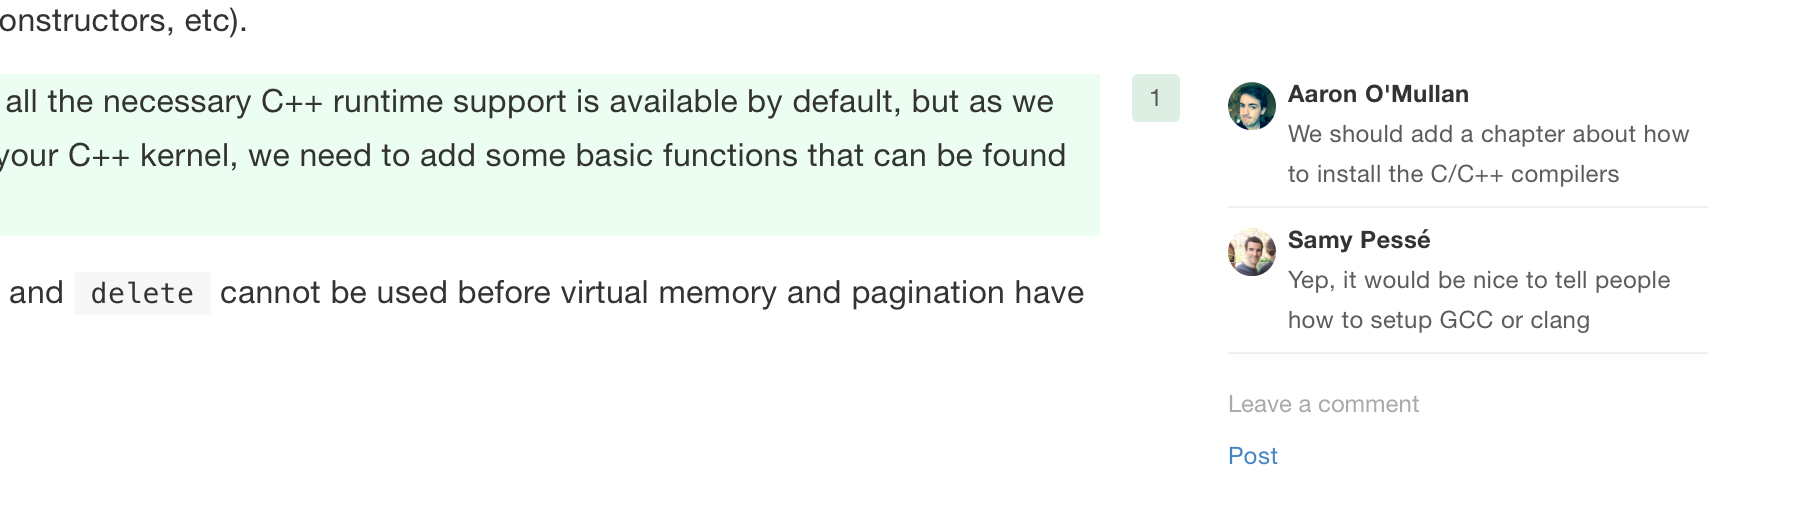 onstructors, etc).
all the necessary C++ runtime support is available by default, but as we
your C++ kernel, we need to add some basic functions that can be found
and delete cannot be used before virtual memory and pagination have
1
Aaron O'Mullan
We should add a chapter about how
to install the C/C++ compilers
Samy Pessé
Yep, it would be nice to tell people
how to setup GCC or clang
Leave a comment
Post